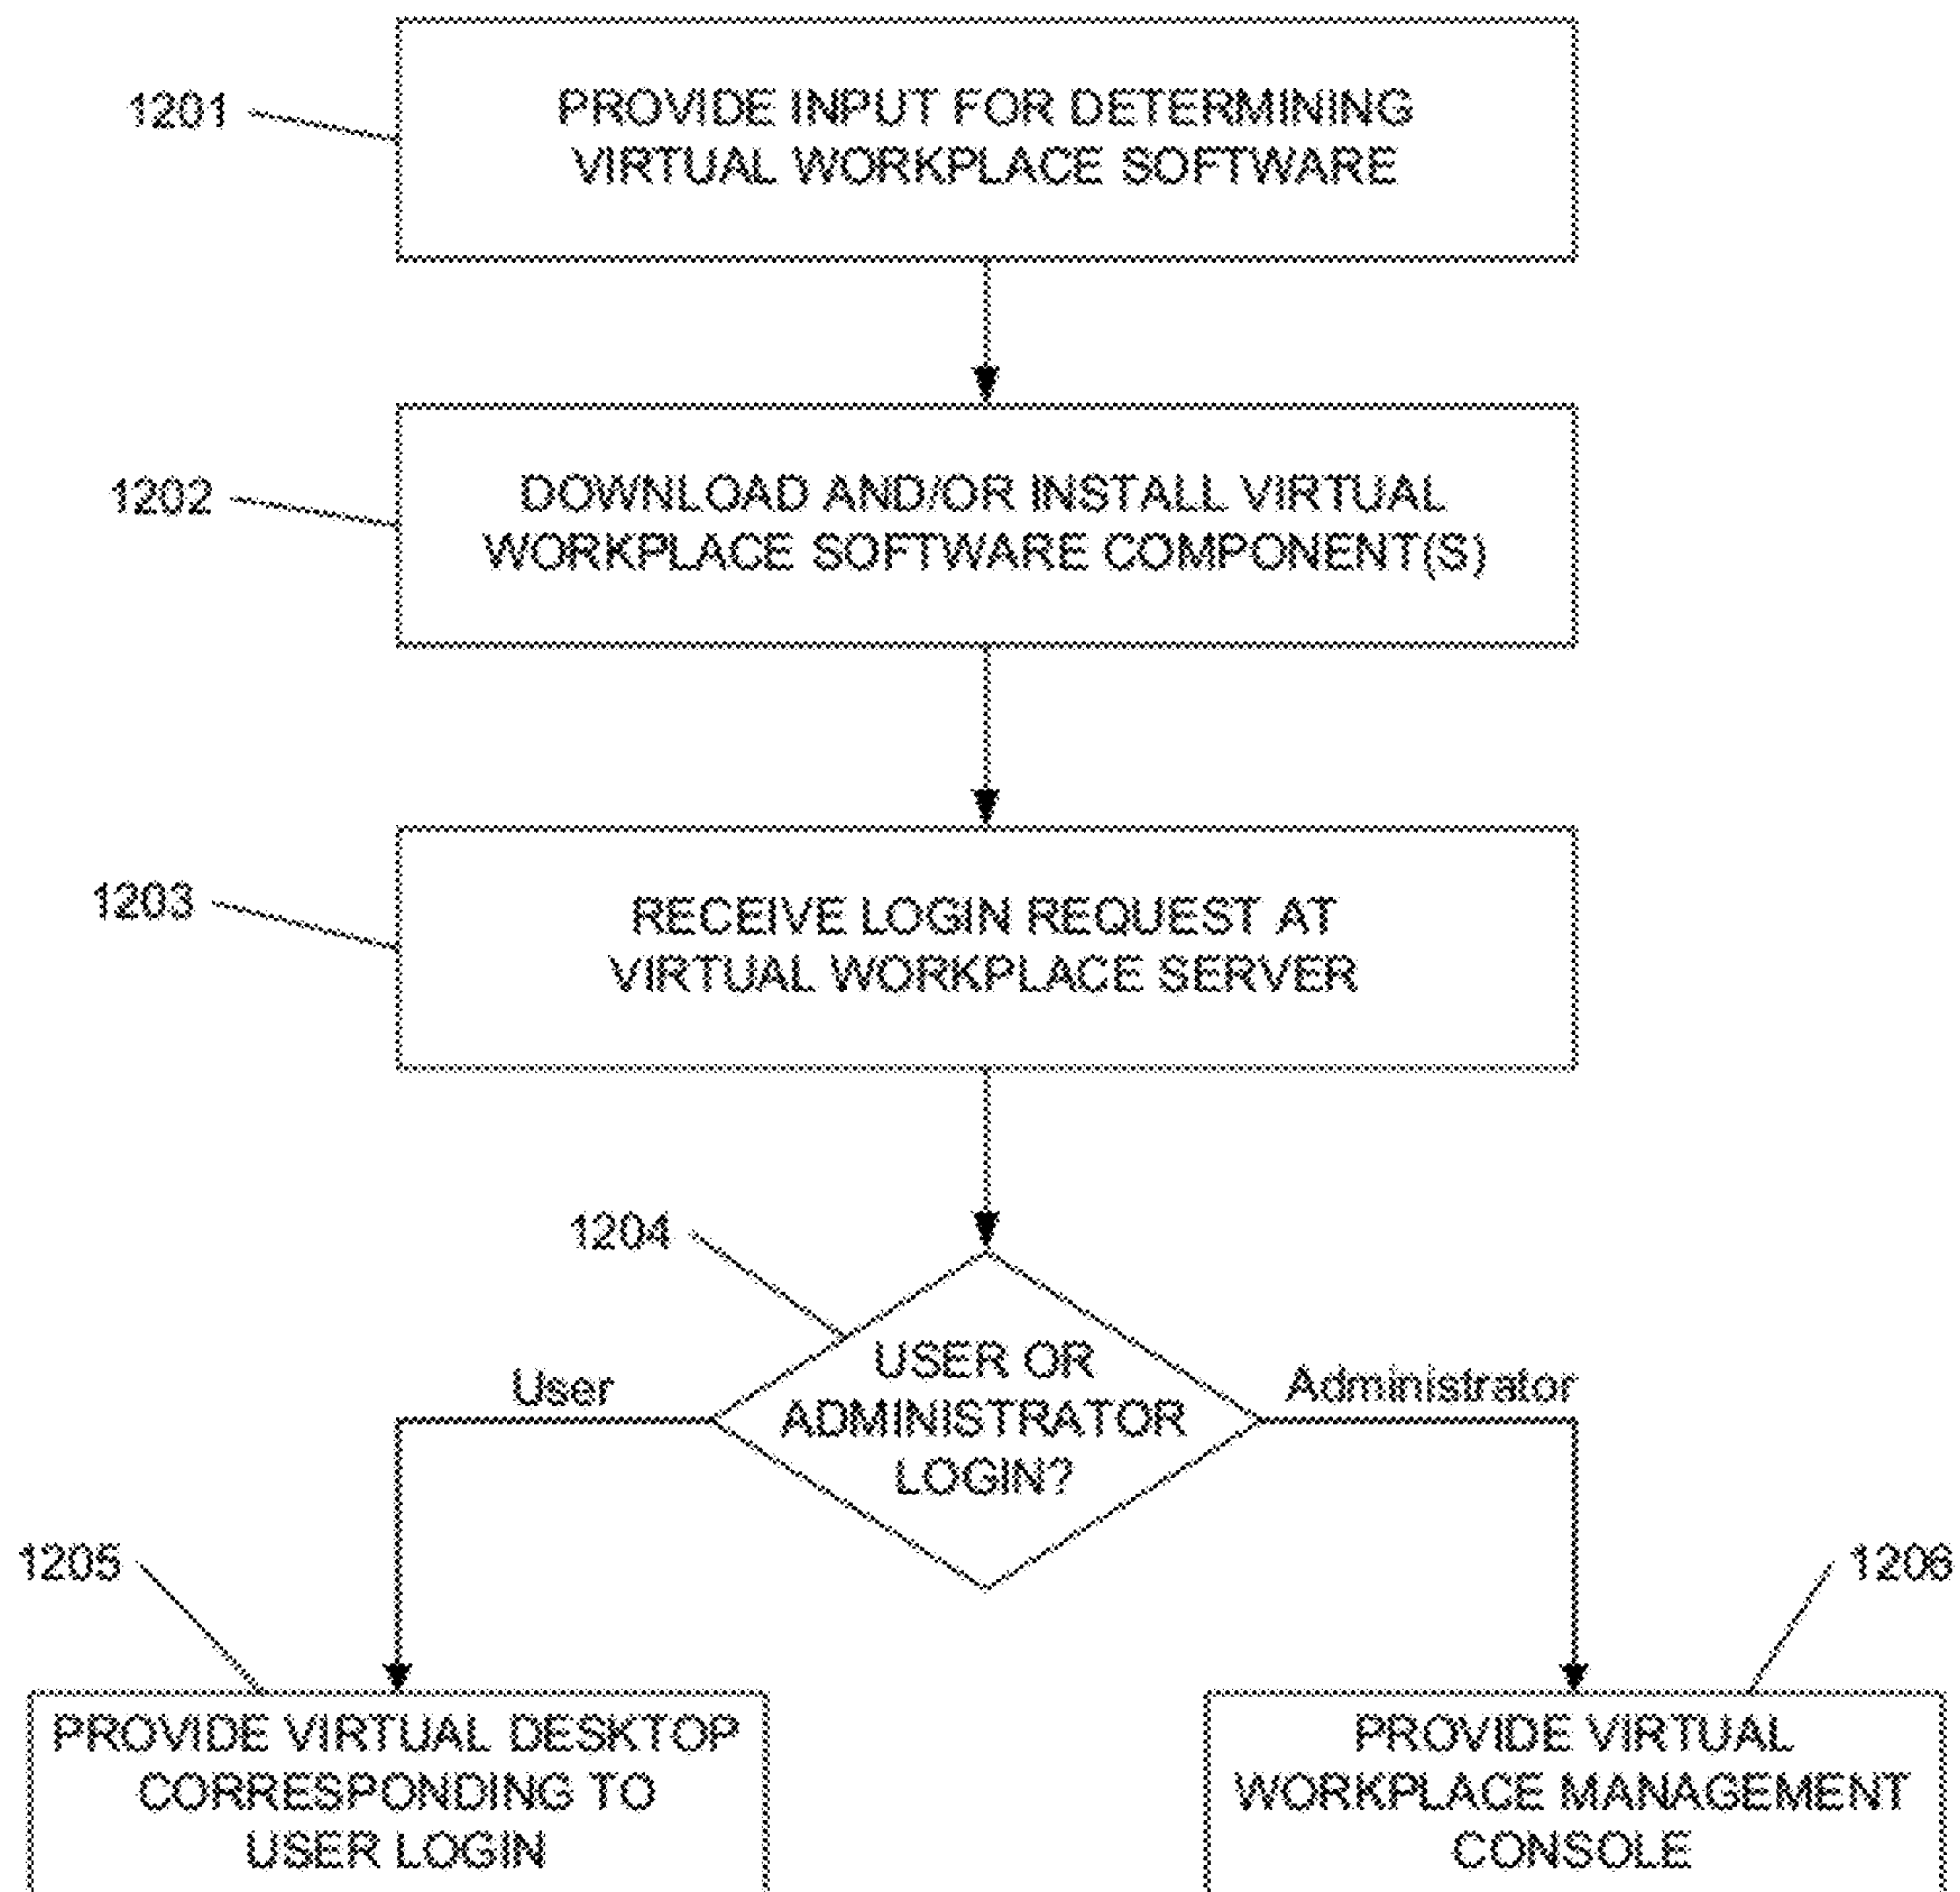 1201
PROVIDE INPUT FOR DETERMINING
VIRTUAL WORKPLACE SOFTWARE
1202
DOWNLOAD AND/OR INSTALL VIRTUAL
WORKPLACE SOFTWARE COMPONENT(S)
1203
RECEIVE LOGIN REQUEST AT
VIRTUAL WORKPLACE SERVER
1204
USER OR
ADMINISTRATOR
LOGIN?
User
Administrator
1205
1206
PROVIDE VIRTUAL DESKTOP
CORRESPONDING TO
USER LOGIN
PROVIDE VIRTUAL
WORKPLACE MANAGEMENT
CONSOLE